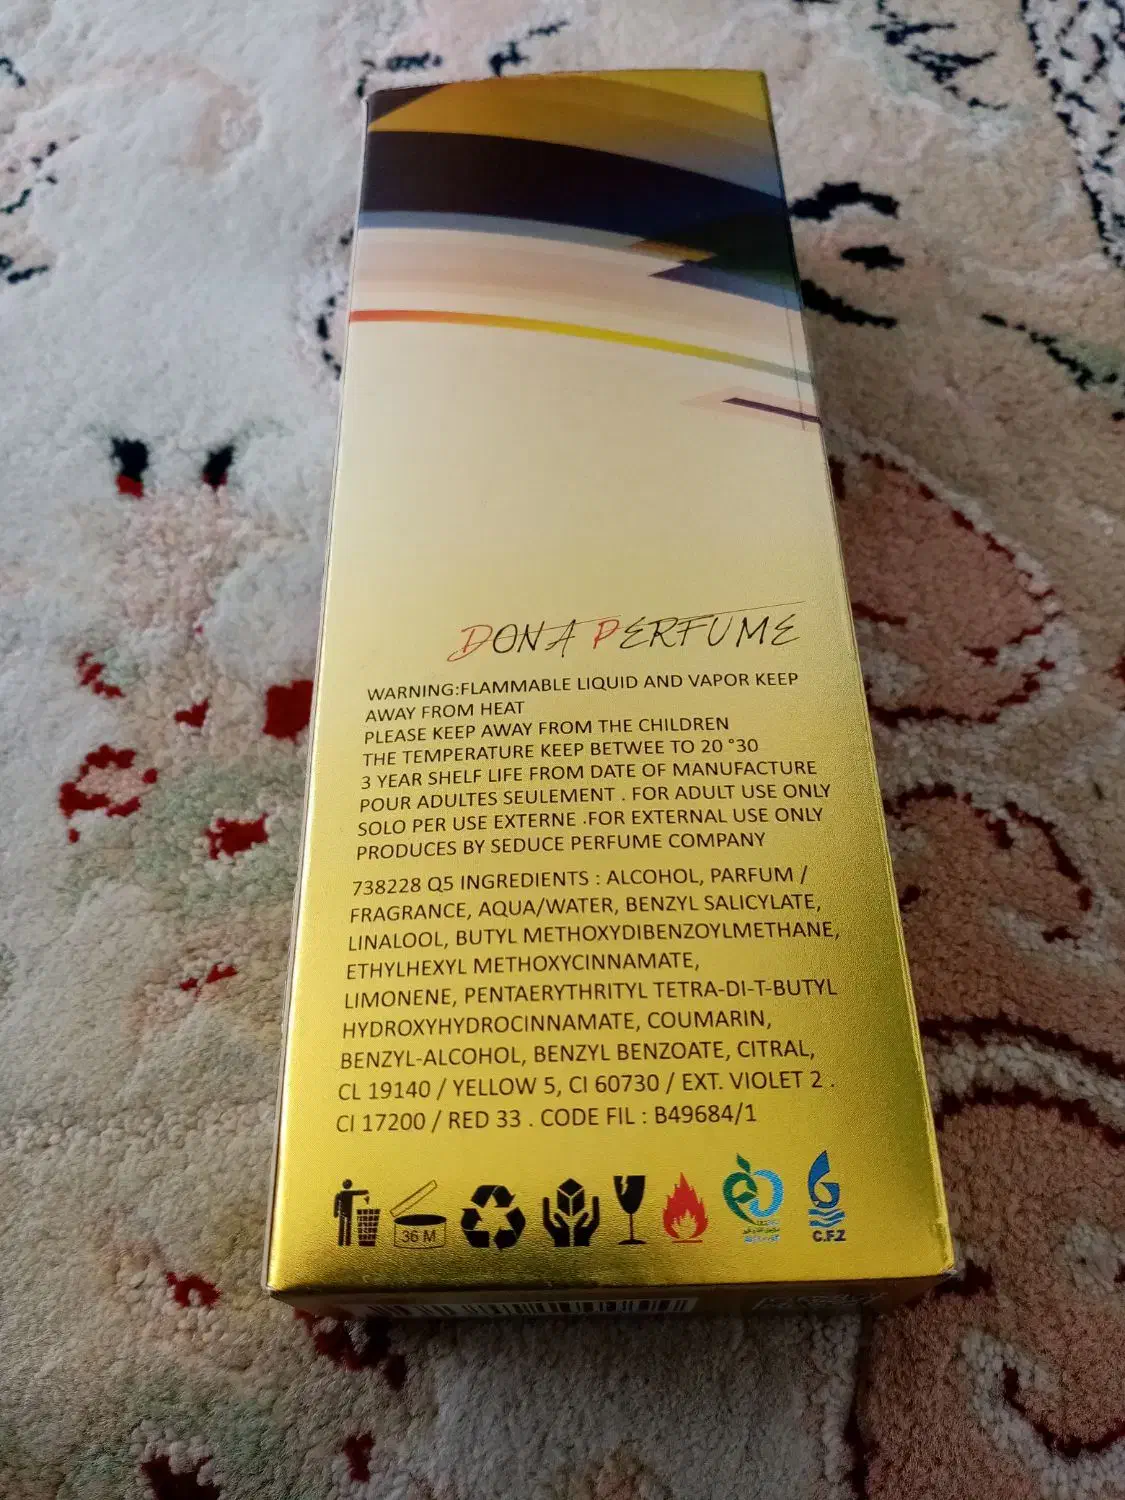 DONA PERFUME
WARNING:FLAMMABLE LIQUID AND VAPOR KEEP
AWAY FROM HEAT
PLEASE KEEP AWAY FROM THE CHILDREN
THE TEMPERATURE KEEP BETWEE TO 20 °30
3 YEAR SHELF LIFE FROM DATE OF MANUFACTURE
POUR ADULTES SEULEMENT . FOR ADULT USE ONLY
SOLO PER USE EXTERNE .FOR EXTERNAL USE ONLY
PRODUCES BY SEDUCE PERFUME COMPANY
738228 Q5 INGREDIENTS : ALCOHOL, PARFUM /
FRAGRANCE, AQUA/WATER, BENZYL SALICYLATE,
LINALOOL, BUTYL METHOXYDIBENZOYLMETHANE,
ETHYLHEXYL METHOXYCINNAMATE,
LIMONENE, PENTAERYTHRITYL TETRA-DI-T-BUTYL
HYDROXYHYDROCINNAMATE, COUMARIN,
BENZYL-ALCOHOL, BENZYL BENZOATE, CITRAL,
CL 19140 / YELLOW 5, CI 60730 / EXT. VIOLET 2 .
CI 17200 / RED 33 . CODE FIL : B49684/1
36 M
C.F.Z